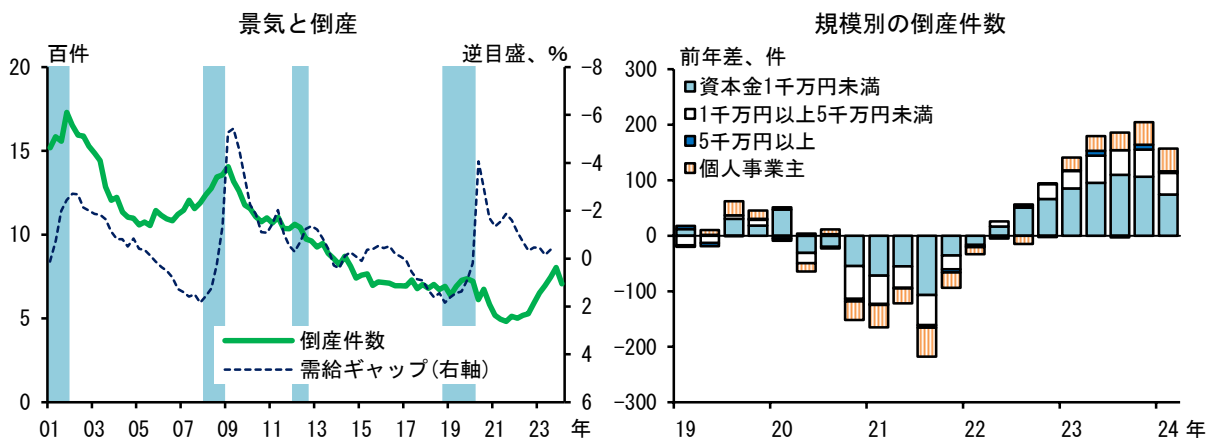 景気と倒産
百件
逆目盛、%
20
15
10
5
0
-8
-6
-4
-2
0
2
4
6
倒産件数
需給ギャップ(右軸)
01 03 05 07 09 11 13 15 17 19 21 23 年
規模別の倒産件数
前年差、件
300
200
100
0
-100
-200
-300
資本金1千万円未満
1千万円以上5千万円未満
5千万円以上
個人事業主
19 20 21 22 23 24 年